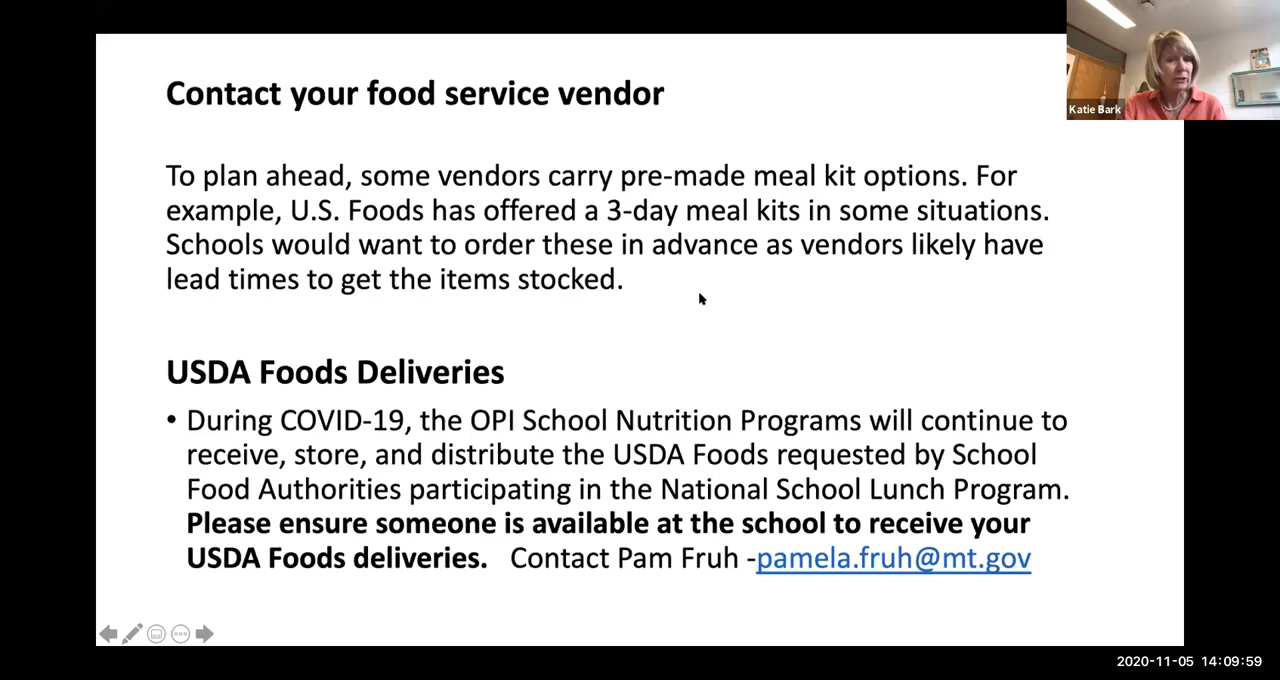 Contact your food service vendor
Katie Bark
To plan ahead, some vendors carry pre-made meal kit options. For
example, U.S. Foods has offered a 3-day meal kits in some situations.
Schools would want to order these in advance as vendors likely have
lead times to get the items stocked.
USDA Foods Deliveries
• During COVID-19, the OPI School Nutrition Programs will continue to
receive, store, and distribute the USDA Foods requested by School
Food Authorities participating in the National School Lunch Program.
Please ensure someone is available at the school to receive your
USDA Foods deliveries. Contact Pam Fruh -pamela.fruh@mt.gov
2020-11-05 14:09:59